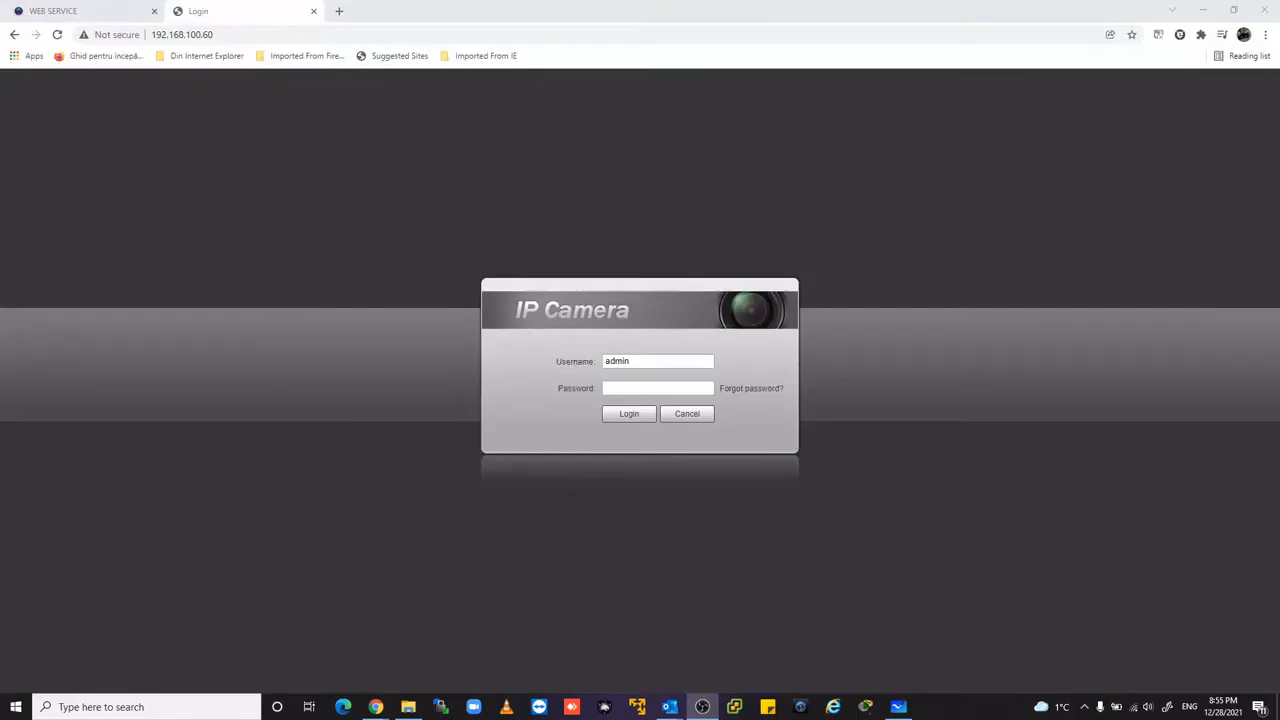 WEB SERVICE
Login
Not secure
192.168.100.60
Apps
Ghid pentru începă...
Din Internet Explorer
Imported From Fire...
Suggested Sites
Imported From IE
Reading list
IP Camera
Username:
admin
Password:
Forgot password?
Login
Cancel
Type here to search
1°C
ENG
8:55 PM
12/28/2021